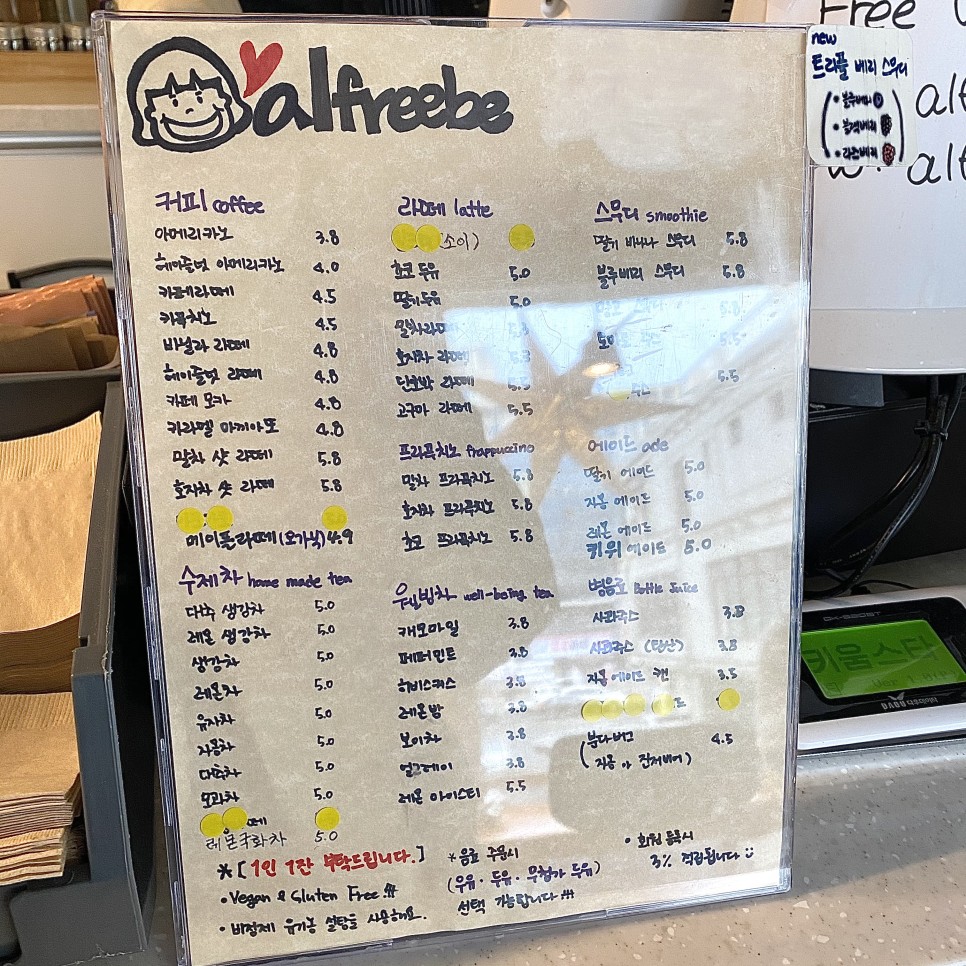 alfreebe
커피 coffee
아메리카노 3.8
헤이즐넛 아메리카노 4.0
카페라떼 4.5
카푸치노 4.5
바닐라 라떼 4.8
헤이즐넛 라떼 4.8
카페 모카 4.8
카라멜 마끼아또 4.8
말차 샷 라떼 5.8
호지차 샷 라떼 5.8
메이플라떼(오가닉) 4.9
수제차 home made tea
대추 생강차 5.0
레몬 생강차 5.0
생강차 5.0
레몬차 5.0
유자차 5.0
자몽차 5.0
대추차 5.0
모과차 5.0
떼
레몬국화차 5.0
라떼 latte
(소이)
초코두유 5.0
딸기두유 5.0
말차라떼 5.8
호지차 라떼 5.8
단호박 라떼 5.5
고구마 라떼 5.5
프라푸치노 frappuccino
말차 프라푸치노 5.8
호지차 프라푸치노 5.8
초코 프라푸치노 5.8
웰빙차 well-being tea
캐모마일 3.8
페퍼민트 3.8
히비스커스 3.8
레몬밤 3.8
보이차 3.8
얼그레이 3.8
레몬 아이스티 5.5
스무디 smoothie
딸기 바나나 스무디 5.8
블루베리 스무디 5.8
망고 스무디 5.8
5.5
5.5
에이드 ade
딸기 에이드 5.0
자몽 에이드 5.0
레몬 에이드 5.0
키위 에이드 5.0
병음료 Bottle Juice
사과주스 3.8
사과주스 (탄산) 3.8
자몽에이드 캔 3.5
드
분다버그 4.5
(자몽 or 진저비어)
*[1인 1잔 부탁드립니다.]
• Vegan & Gluten Free!!!
• 비정제 유기농 설탕을 사용해요.
*음료 주문시
(우유 · 두유 · 무첨가 두유)
선택 가능합니다!!!
• 회원 등록시
3% 적립됩니다
new
트리플 베리 스무디
• 블루베리
• 블랙베리
• 라즈베리
Free
alf
w. alf
키움스타